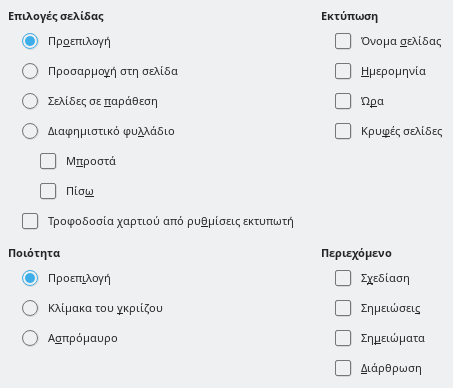 Επιλογές σελίδας
Προεπιλογή
Προσαρμογή στη σελίδα
Σελίδες σε παράθεση
Διαφημιστικό φυλλάδιο
Μπροστά
Πίσω
Τροφοδοσία χαρτιού από ρυθμίσεις εκτυπωτή
Εκτύπωση
Όνομα σελίδας
Ημερομηνία
Ώρα
Κρυφές σελίδες
Ποιότητα
Προεπιλογή
Κλίμακα του γκριίζου
Ασπρόμαυρο
Περιεχόμενο
Σχεδίαση
Σημειώσεις
Σημειώματα
Διάρθρωση